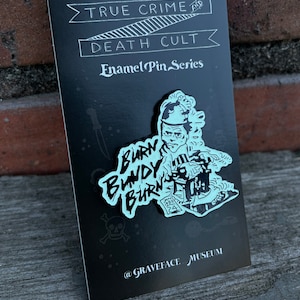 TRUE CRIME
DEATH CULT
Enamel Pin Series
BURN
BUNDY
BURN
@ GRAVEFACE MUSEUM